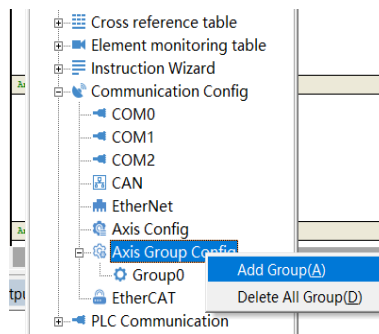 Cross reference table
Element monitoring table
Instruction Wizard
Communication Config
COM0
COM1
COM2
CAN
EtherNet
Axis Config
Axis Group Config
Add Group(A)
Group0
Delete All Group(D)
EtherCAT
PLC Communication